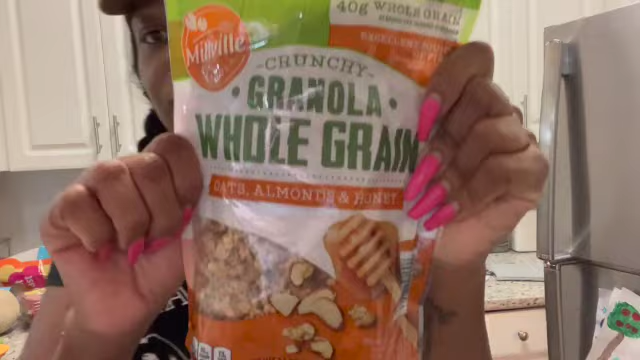 Millville
40g WHOLE GRAIN
CRUNCHY
• GRANOLA •
WHOLE GRAIN
OATS, ALMONDS & HONEY